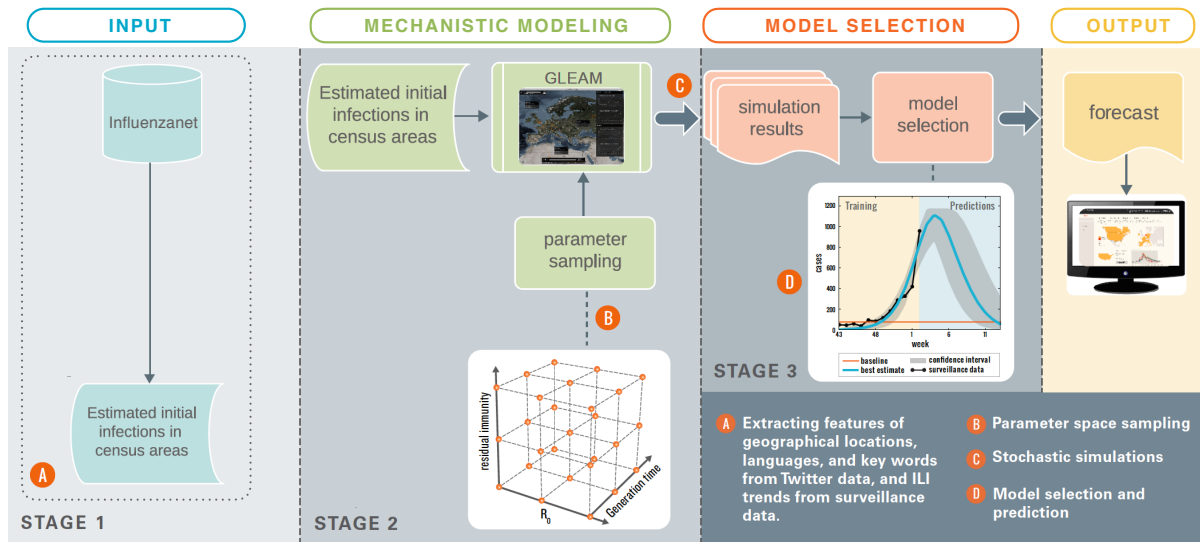 INPUT
MECHANISTIC MODELING
MODEL SELECTION
OUTPUT
Influenzanet
Estimated initial
infections in
census areas
A
STAGE 1
Estimated initial
infections in
census areas
GLEAM
C
parameter
sampling
B
residual immunity
R0
Generation time
STAGE 2
simulation
results
model
selection
D
Training
Predictions
cases
1200
1000
800
600
400
200
0
43
48
1
6
11
week
baseline
confidence interval
best estimate
surveillance data
STAGE 3
forecast
A
Extracting features of
geographical locations,
languages, and key words
from Twitter data, and ILI
trends from surveillance
data.
B
Parameter space sampling
C
Stochastic simulations
D
Model selection and
prediction